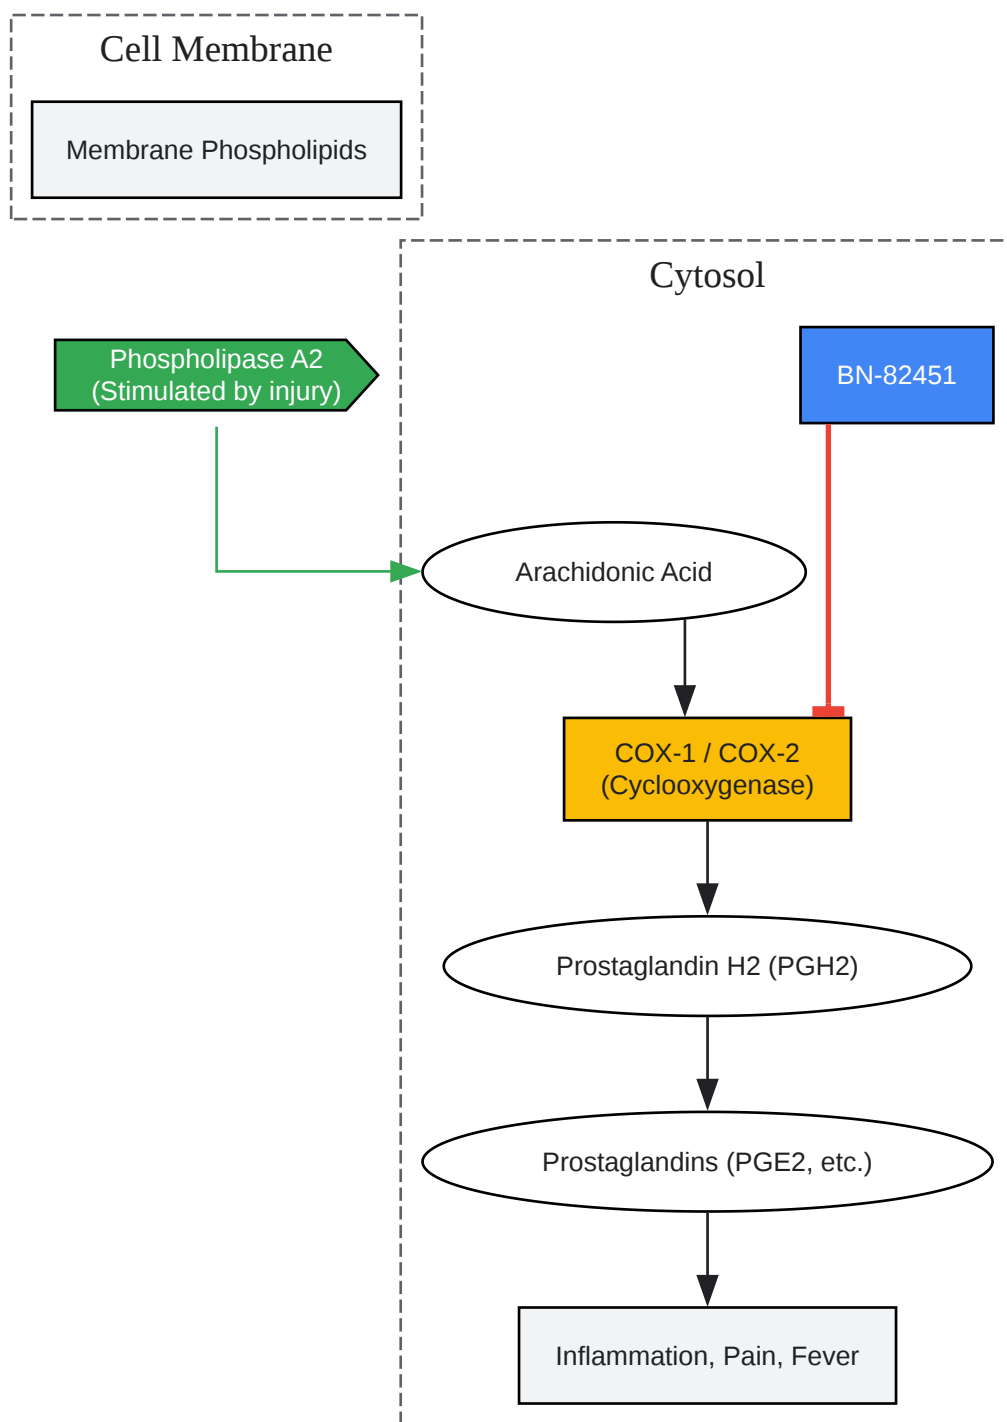 Cell Membrane
Membrane Phospholipids
Cytosol
Phospholipase A2
(Stimulated by injury)
BN-82451
Arachidonic Acid
COX-1 / COX-2
(Cyclooxygenase)
Prostaglandin H2 (PGH2)
Prostaglandins (PGE2, etc.)
Inflammation, Pain, Fever